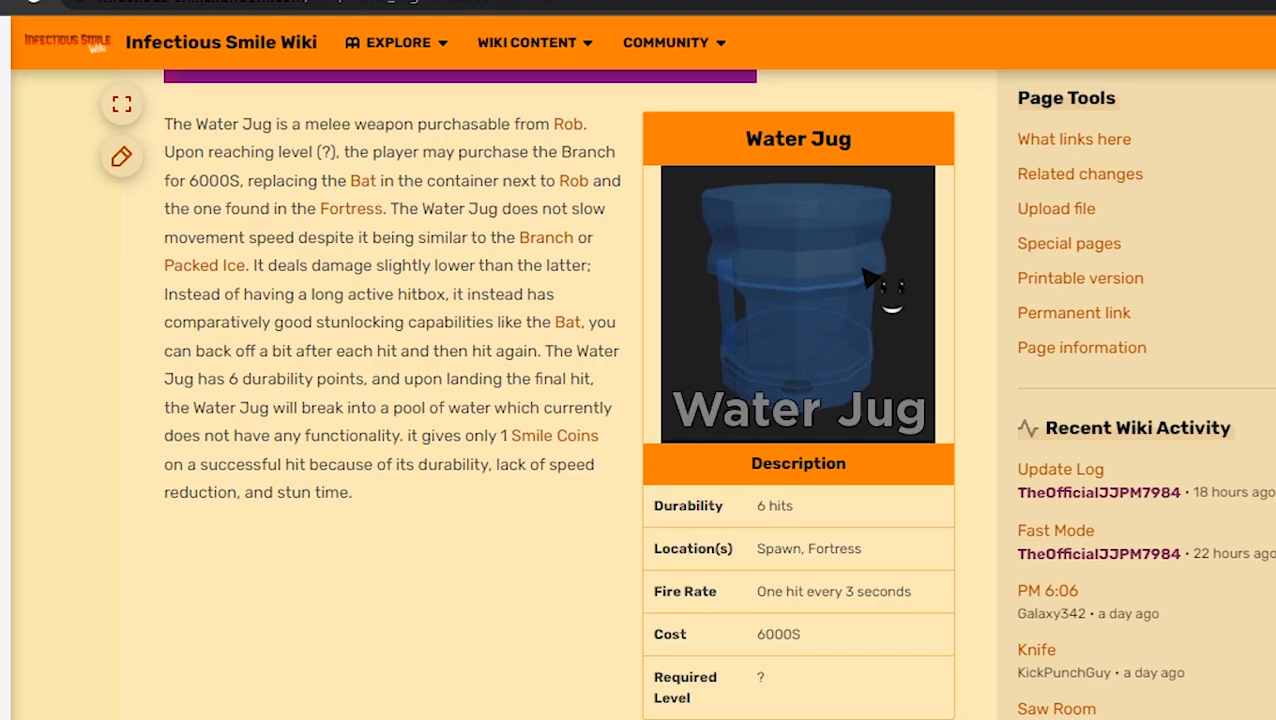 INFECTIOUS SMILE
Wiki
Infectious Smile Wiki
EXPLORE
WIKI CONTENT
COMMUNITY
The Water Jug is a melee weapon purchasable from Rob.
Upon reaching level (?), the player may purchase the Branch
for 6000S, replacing the Bat in the container next to Rob and
the one found in the Fortress. The Water Jug does not slow
movement speed despite it being similar to the Branch or
Packed Ice. It deals damage slightly lower than the latter;
Instead of having a long active hitbox, it instead has
comparatively good stunlocking capabilities like the Bat, you
can back off a bit after each hit and then hit again. The Water
Jug has 6 durability points, and upon landing the final hit,
the Water Jug will break into a pool of water which currently
does not have any functionality. it gives only 1 Smile Coins
on a successful hit because of its durability, lack of speed
reduction, and stun time.
Water Jug
Water Jug
Description
Durability 6 hits
Location(s) Spawn, Fortress
Fire Rate One hit every 3 seconds
Cost 6000S
Required ?
Level
Page Tools
What links here
Related changes
Upload file
Special pages
Printable version
Permanent link
Page information
Recent Wiki Activity
Update Log
TheOfficialJJPM7984 • 18 hours ago
Fast Mode
TheOfficialJJPM7984 • 22 hours ago
PM 6:06
Galaxy342 • a day ago
Knife
KickPunchGuy • a day ago
Saw Room